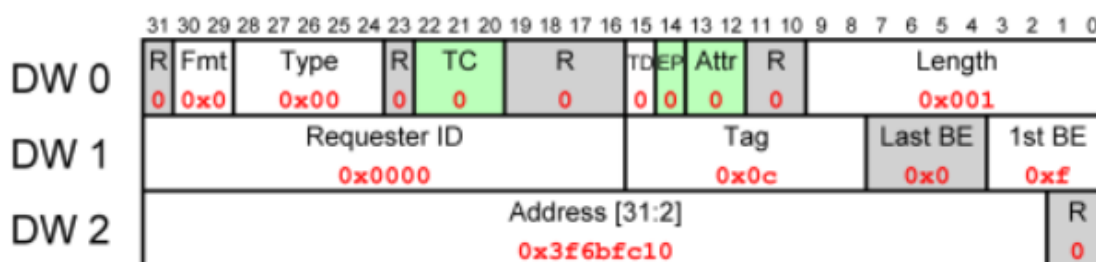 31 30 29 28 27 26 25 24 23 22 21 20 19 18 17 16 15 14 13 12 11 10 9 8 7 6 5 4 3 2 1 0
DW 0 R Fmt Type R TC R TD EP Attr R Length
0 0x0 0x00 0 0 0 0 0 0 0 0x001
DW 1 Requester ID Tag Last BE 1st BE
0x0000 0x0c 0x0 0xf
DW 2 Address [31:2] R
0x3f6bfc10 0